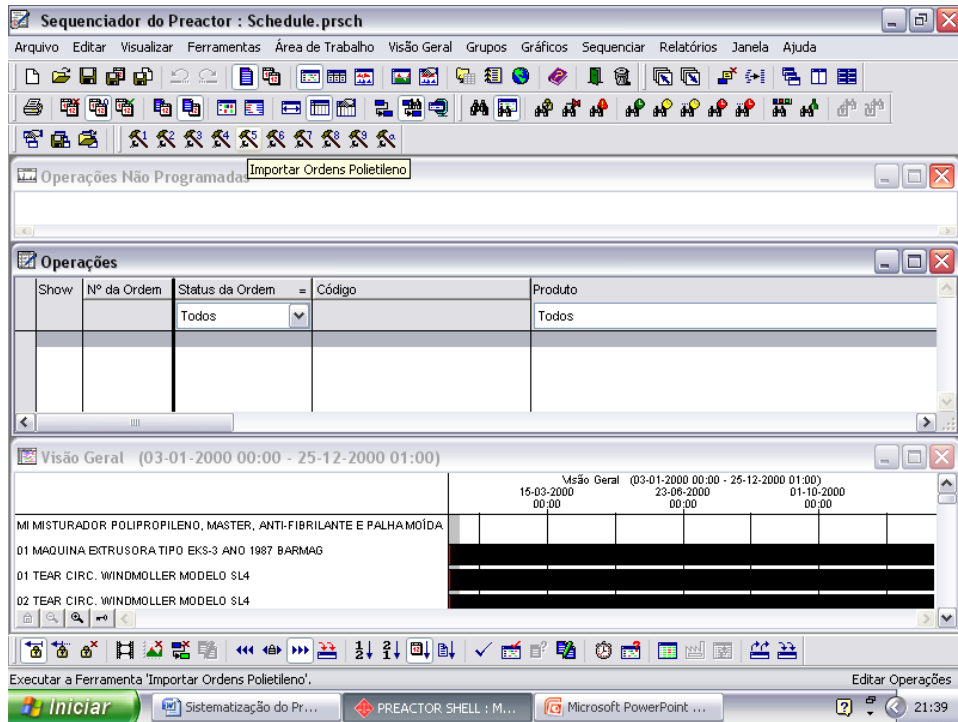 Sequenciador do Preactor : Schedule.prsch
Arquivo Editar Visualizar Ferramentas Área de Trabalho Visão Geral Grupos Gráficos Sequenciar Relatórios Janela Ajuda
Importar Ordens Polietileno
Operações Não Programadas
Operações
Show Nº da Ordem Status da Ordem = Código Produto
Todos Todos
Visão Geral (03-01-2000 00:00 - 25-12-2000 01:00)
Visão Geral (03-01-2000 00:00 - 25-12-2000 01:00)
15-03-2000 23-06-2000 01-10-2000
00:00 00:00 00:00
MI MISTURADOR POLIPROPILENO, MASTER, ANTI-FIBRILANTE E PALHA MOÍDA
01 MAQUINA EXTRUSORA TIPO EKS-3 ANO 1987 BARMAG
01 TEAR CIRC. WINDMOLLER MODELO SL4
02 TEAR CIRC. WINDMOLLER MODELO SL4
Executar a Ferramenta 'Importar Ordens Polietileno'. Editar Operações
Iniciar Sistematização do Pr... PREACTOR SHELL : M... Microsoft PowerPoint ... 21:39